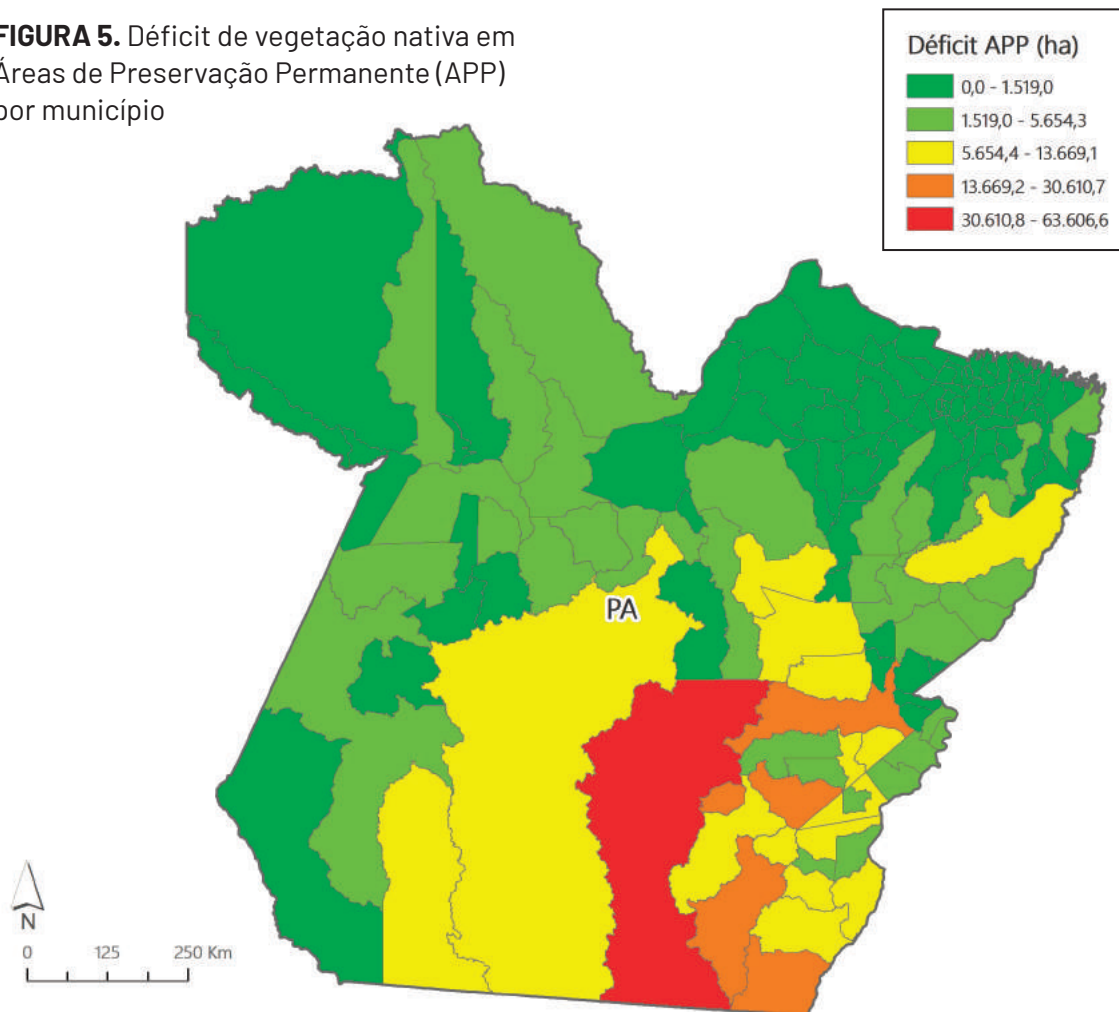 FIGURA 5. Déficit de vegetação nativa em
Áreas de Preservação Permanente (APP)
por município
Déficit APP (ha)
0,0 - 1.519,0
1.519,0 - 5.654,3
5.654,4 - 13.669,1
13.669,2 - 30.610,7
30.610,8 - 63.606,6
PA
N
0 125 250 Km